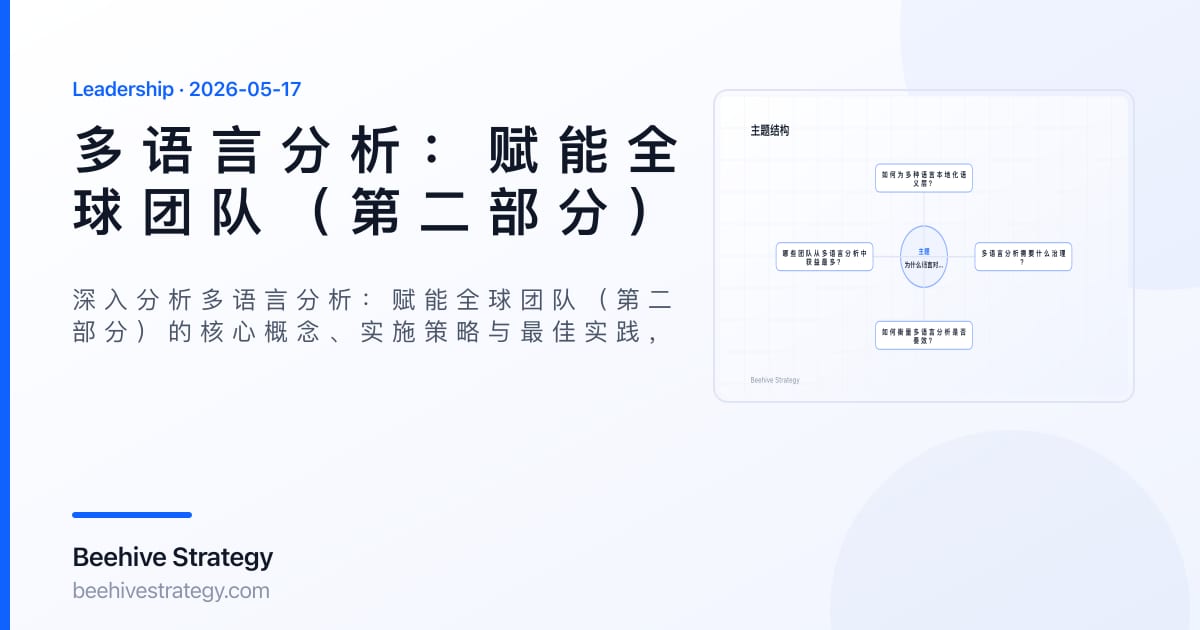 Leadership · 2026-05-17
多语言分析：赋能全
球团队（第二部分）
深入分析多语言分析：赋能全球团队（第二
部分）的核心概念、实施策略与最佳实践，
主题结构
如何为多种语言本地化语
义层？
哪些团队从多语言分析中
获益最多？
主题
为什么语言对...
多语言分析需要什么治理
？
如何衡量多语言分析是否
奏效？
Beehive Strategy
Beehive Strategy
beehivestrategy.com